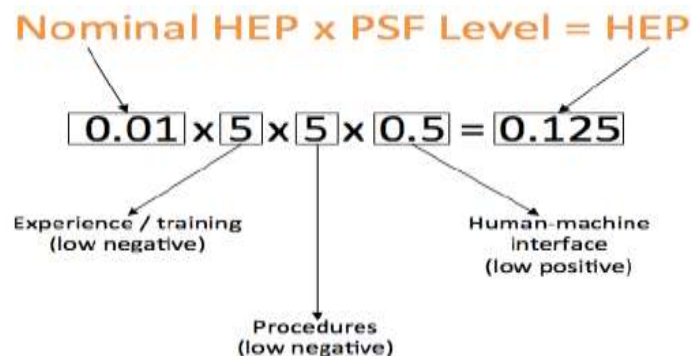 Nominal HEP x PSF Level = HEP
0.01 x 5 x 5 x 0.5 = 0.125
Experience / training
(low negative)
Human-machine
interface
(low positive)
Procedures
(low negative)